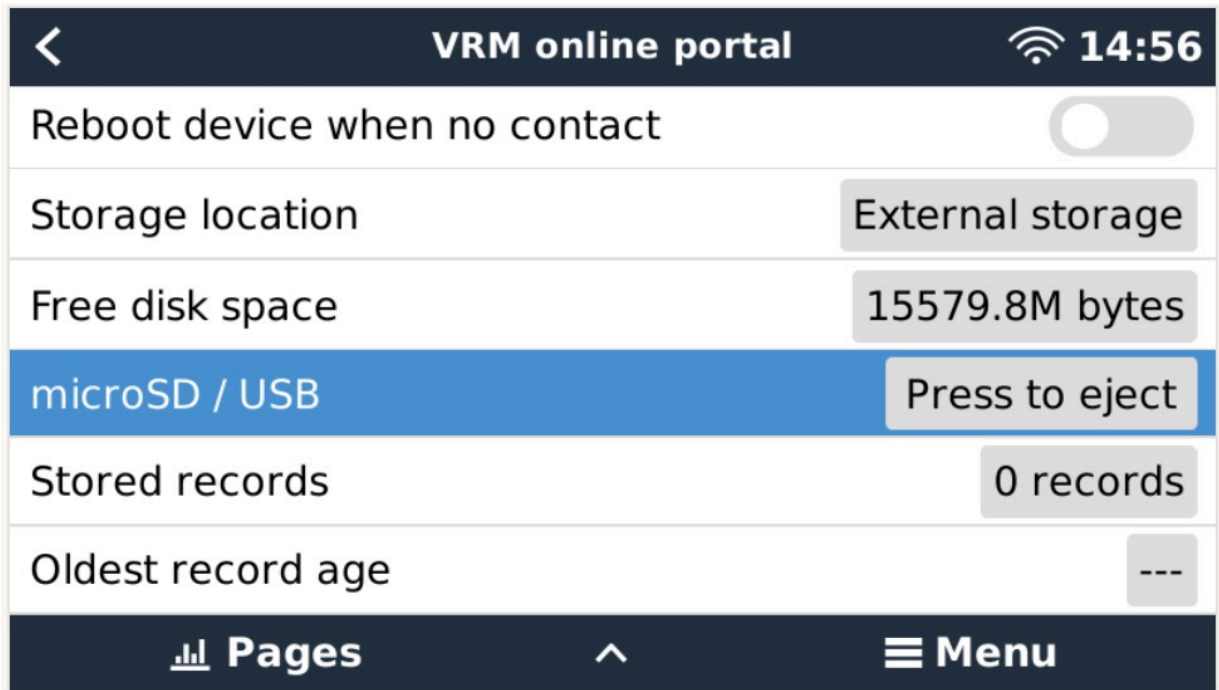 VRM online portal 14:56
Reboot device when no contact
Storage location External storage
Free disk space 15579.8M bytes
microSD / USB Press to eject
Stored records 0 records
Oldest record age ---
Pages Menu